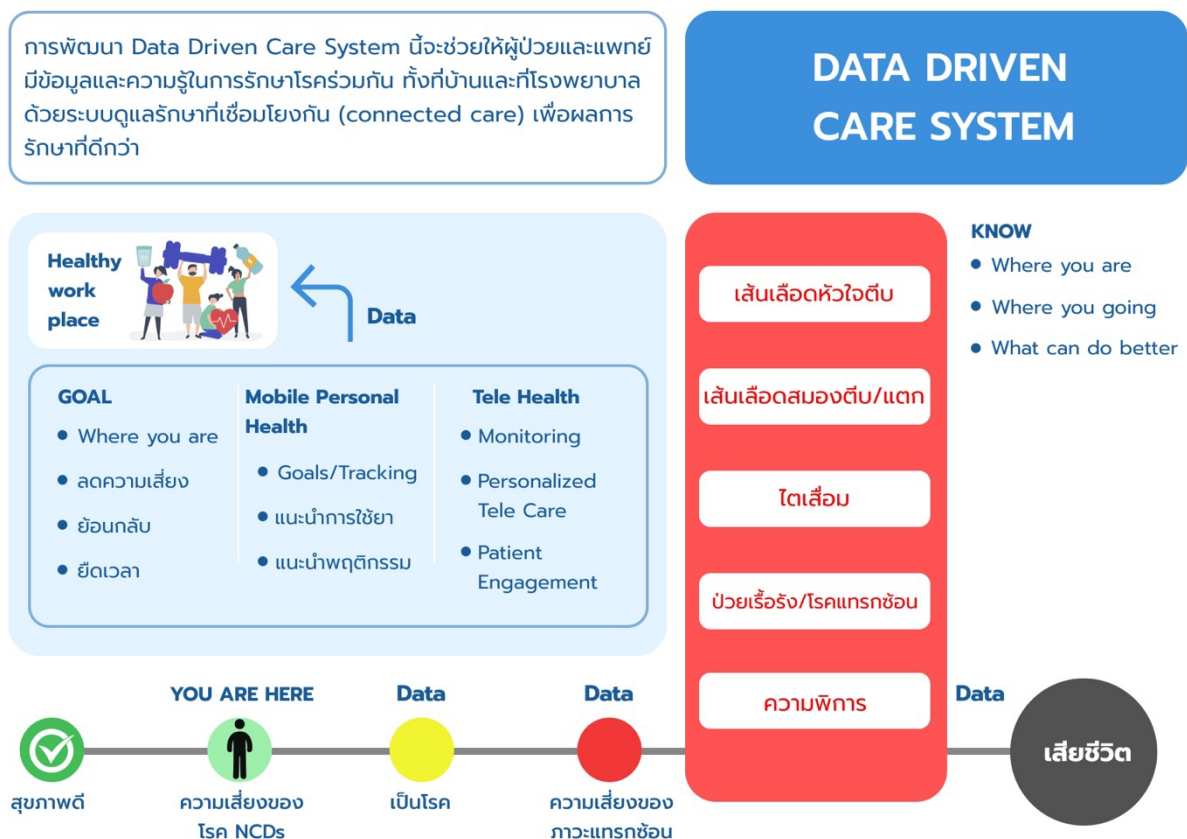 การพัฒนา Data Driven Care System นี้จะช่วยให้ผู้ป่วยและแพทย์
มีข้อมูลและความรู้ในการรักษาโรคร่วมกัน ทั้งที่บ้านและที่โรงพยาบาล
ด้วยระบบดูแลรักษาที่เชื่อมโยงกัน (connected care) เพื่อผลการ
รักษาที่ดีกว่า
DATA DRIVEN
CARE SYSTEM
Healthy
work
place
Data
GOAL
• Where you are
• ลดความเสี่ยง
• ย้อนกลับ
• ยืดเวลา
Mobile Personal
Health
• Goals/Tracking
• แนะนำการใช้ยา
• แนะนำพฤติกรรม
Tele Health
• Monitoring
• Personalized
Tele Care
• Patient
Engagement
เส้นเลือดหัวใจตีบ
เส้นเลือดสมองตีบ/แตก
ไตเสื่อม
ป่วยเรื้อรัง/โรคแทรกซ้อน
ความพิการ
KNOW
• Where you are
• Where you going
• What can do better
YOU ARE HERE
Data
Data
Data
สุขภาพดี
ความเสี่ยงของ
โรค NCDs
เป็นโรค
ความเสี่ยงของ
ภาวะแทรกซ้อน
เสียชีวิต